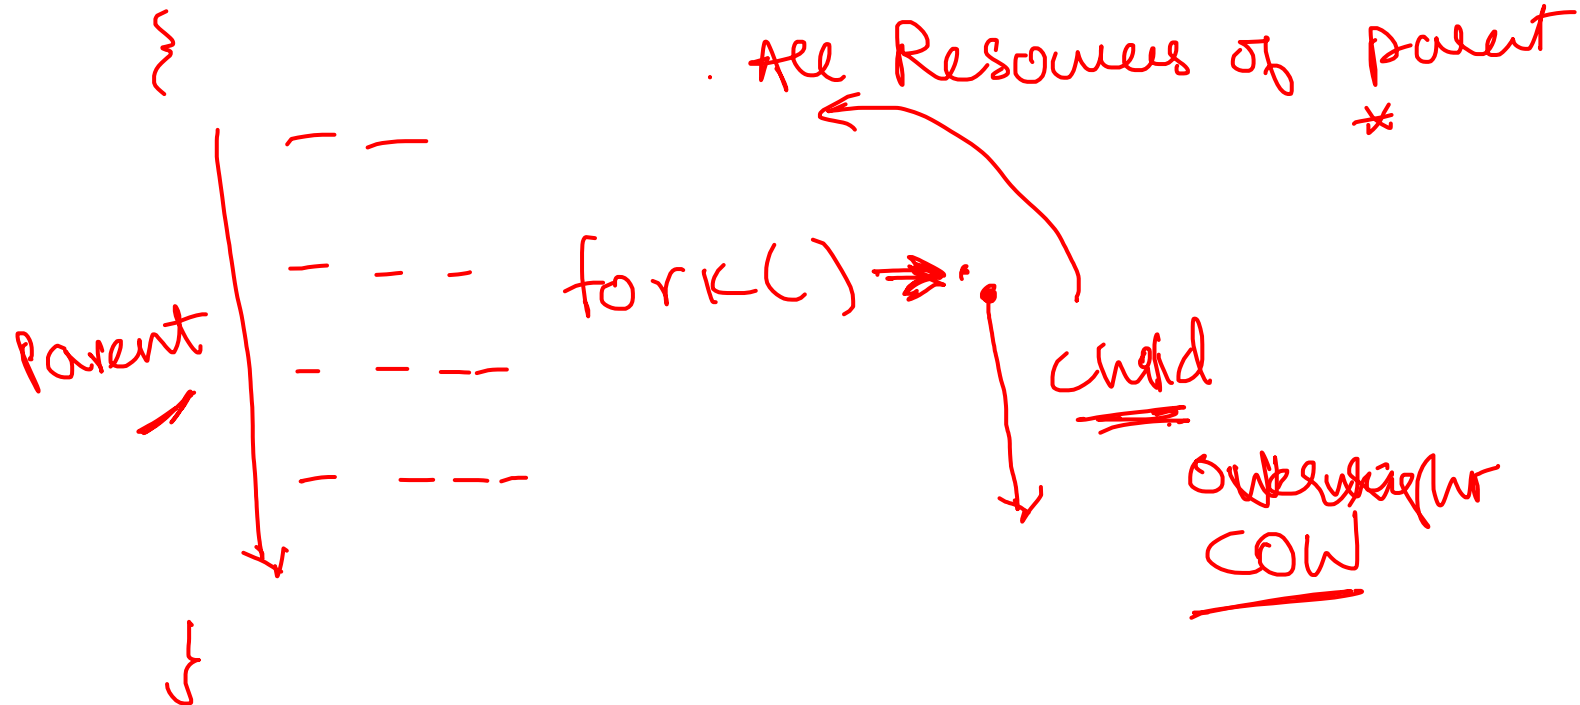 {
. All Resources of parent
*
fork()
Parent
child
COW
}